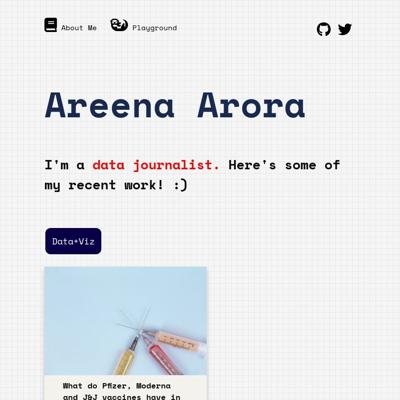 About Me Playground
Areena Arora
I'm a data journalist. Here's some of
my recent work! :)
Data+Viz
What do Pfizer, Moderna
and J&J vaccines have in